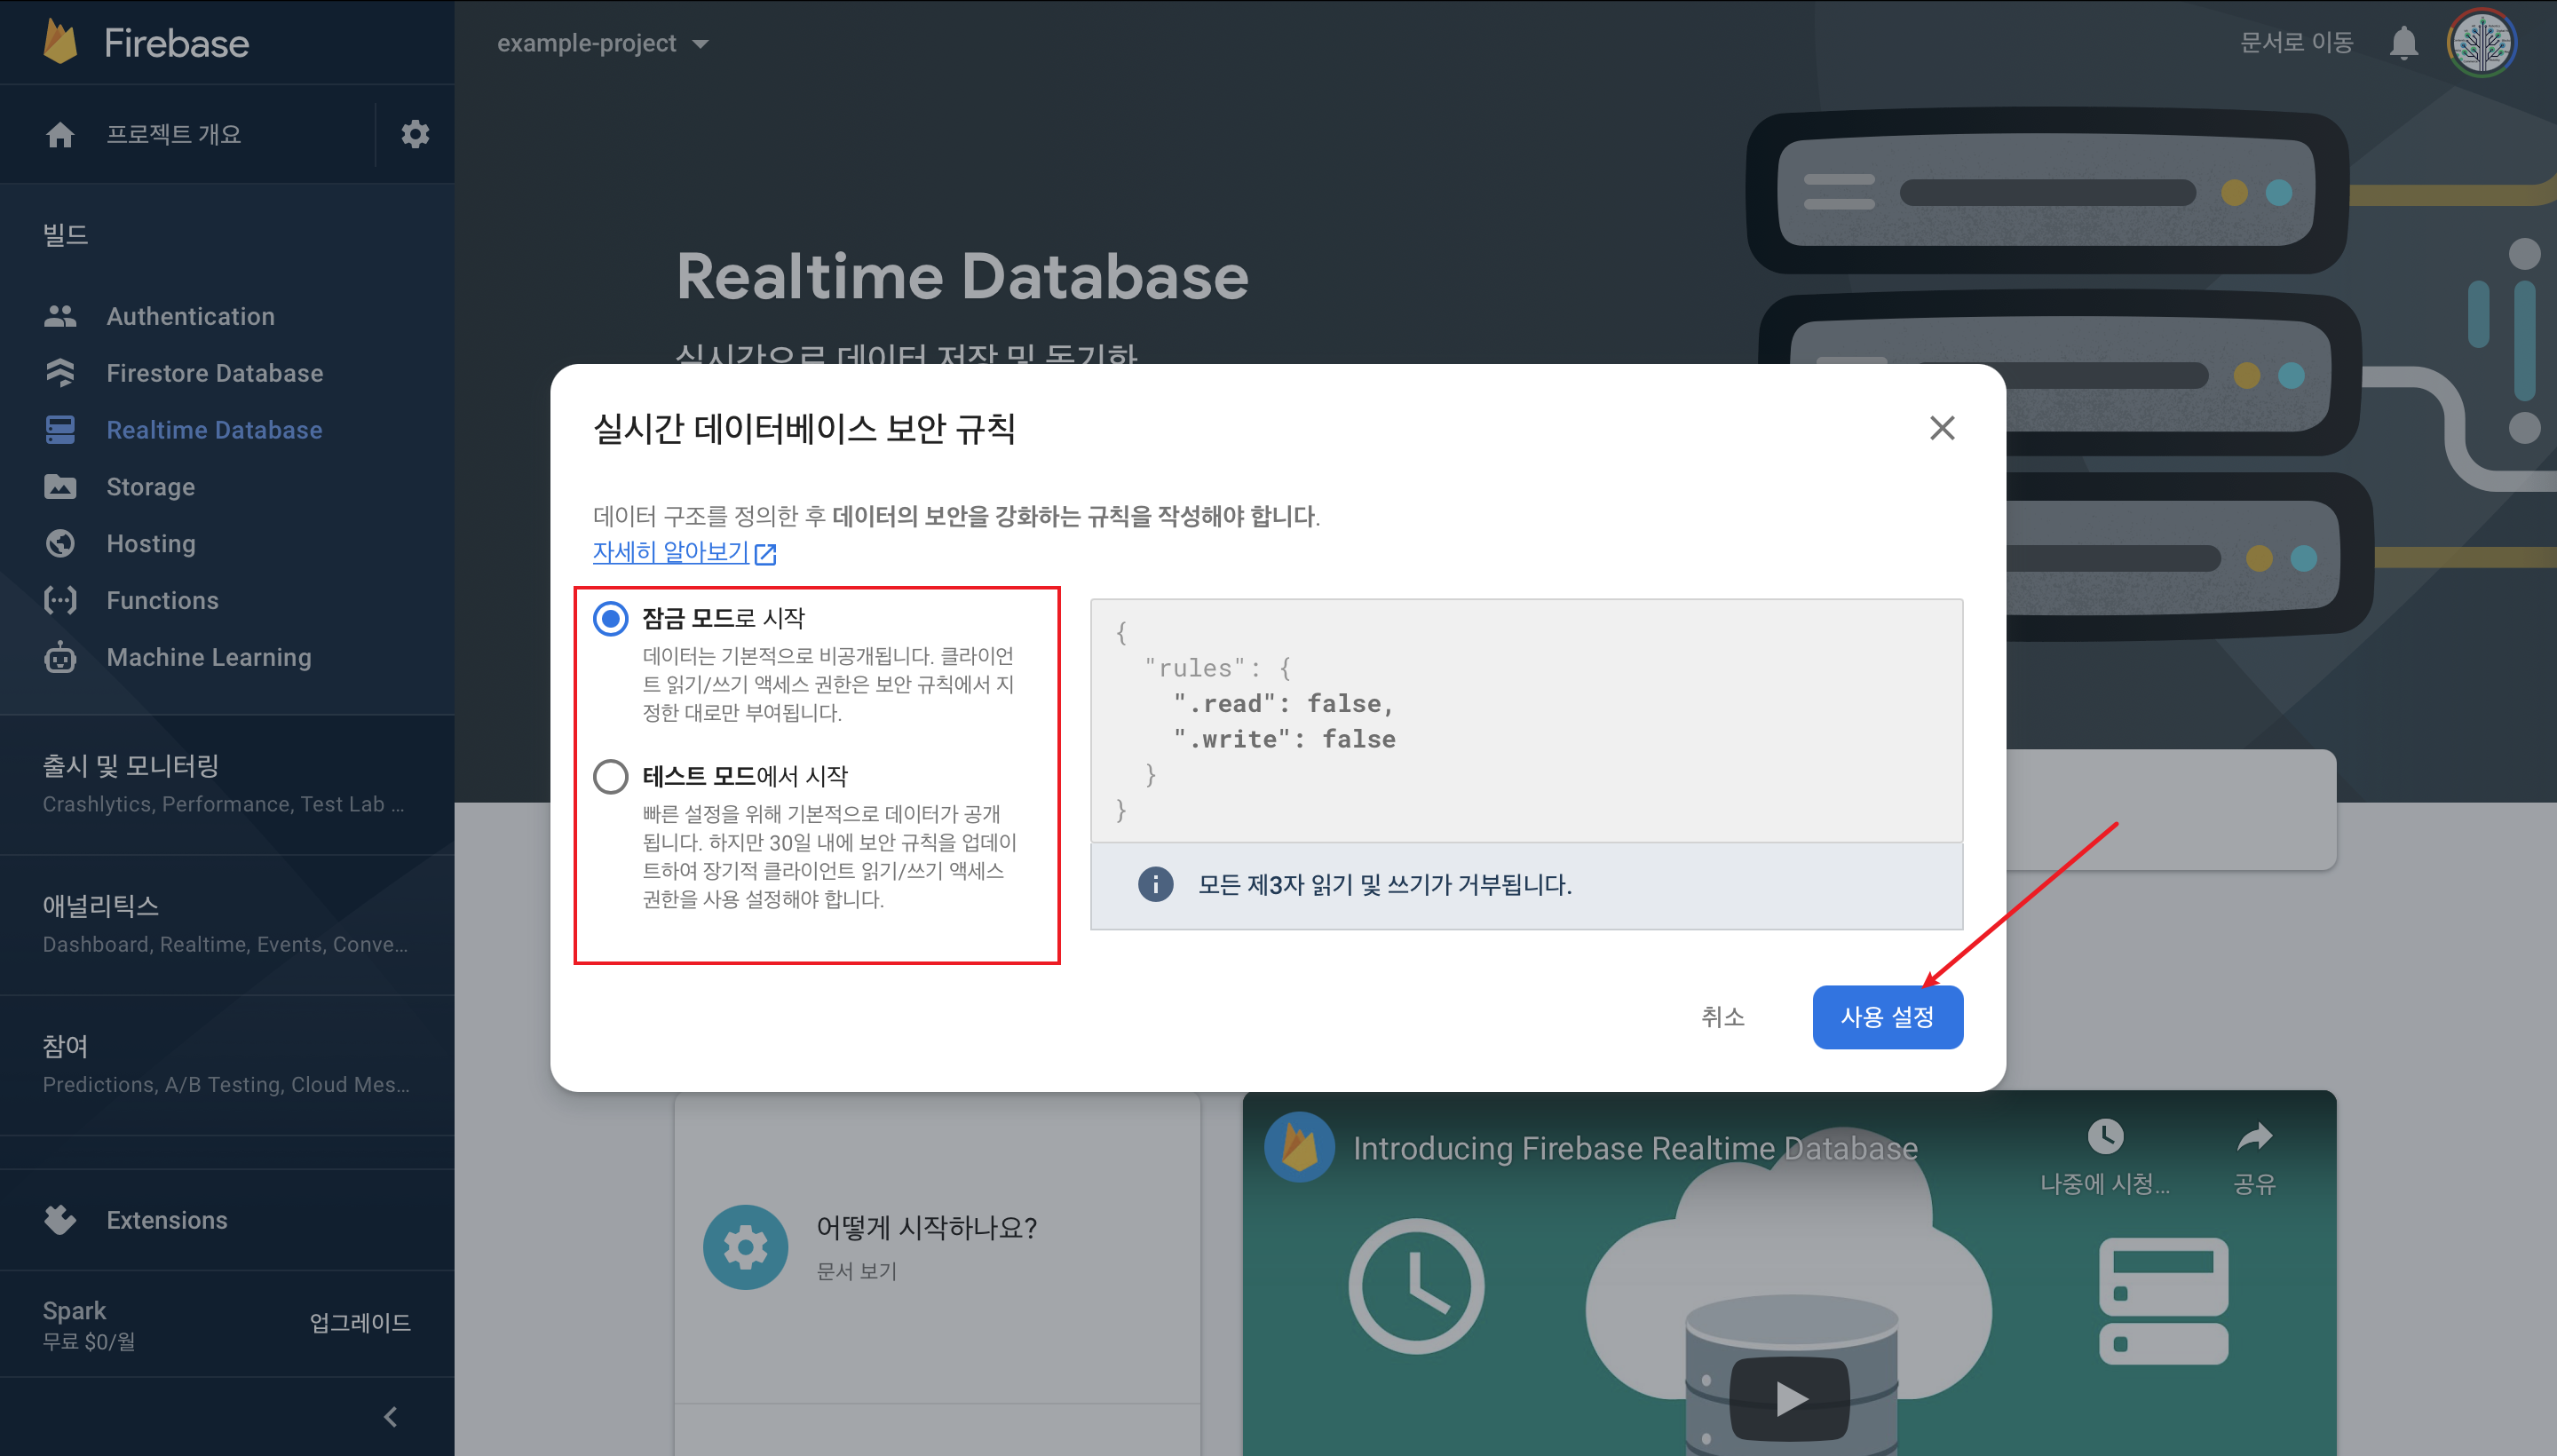 Firebase
프로젝트 개요
빌드
Authentication
Firestore Database
Realtime Database
Storage
Hosting
Functions
Machine Learning
출시 및 모니터링
Crashlytics, Performance, Test Lab ...
애널리틱스
Dashboard, Realtime, Events, Conve...
참여
Predictions, A/B Testing, Cloud Mes...
Extensions
Spark
무료 $0/월
업그레이드
example-project
문서로 이동
Realtime Database
실시간으로 데이터 저장 및 동기화
실시간 데이터베이스 보안 규칙
데이터 구조를 정의한 후 데이터의 보안을 강화하는 규칙을 작성해야 합니다.
자세히 알아보기
잠금 모드로 시작
데이터는 기본적으로 비공개됩니다. 클라이언
트 읽기/쓰기 액세스 권한은 보안 규칙에서 지
정한 대로만 부여됩니다.
테스트 모드에서 시작
빠른 설정을 위해 기본적으로 데이터가 공개
됩니다. 하지만 30일 내에 보안 규칙을 업데이
트하여 장기적 클라이언트 읽기/쓰기 액세스
권한을 사용 설정해야 합니다.
{
"rules": {
".read": false,
".write": false
}
}
모든 제3자 읽기 및 쓰기가 거부됩니다.
취소
사용 설정
어떻게 시작하나요?
문서 보기
Introducing Firebase Realtime Database
나중에 시청...
공유